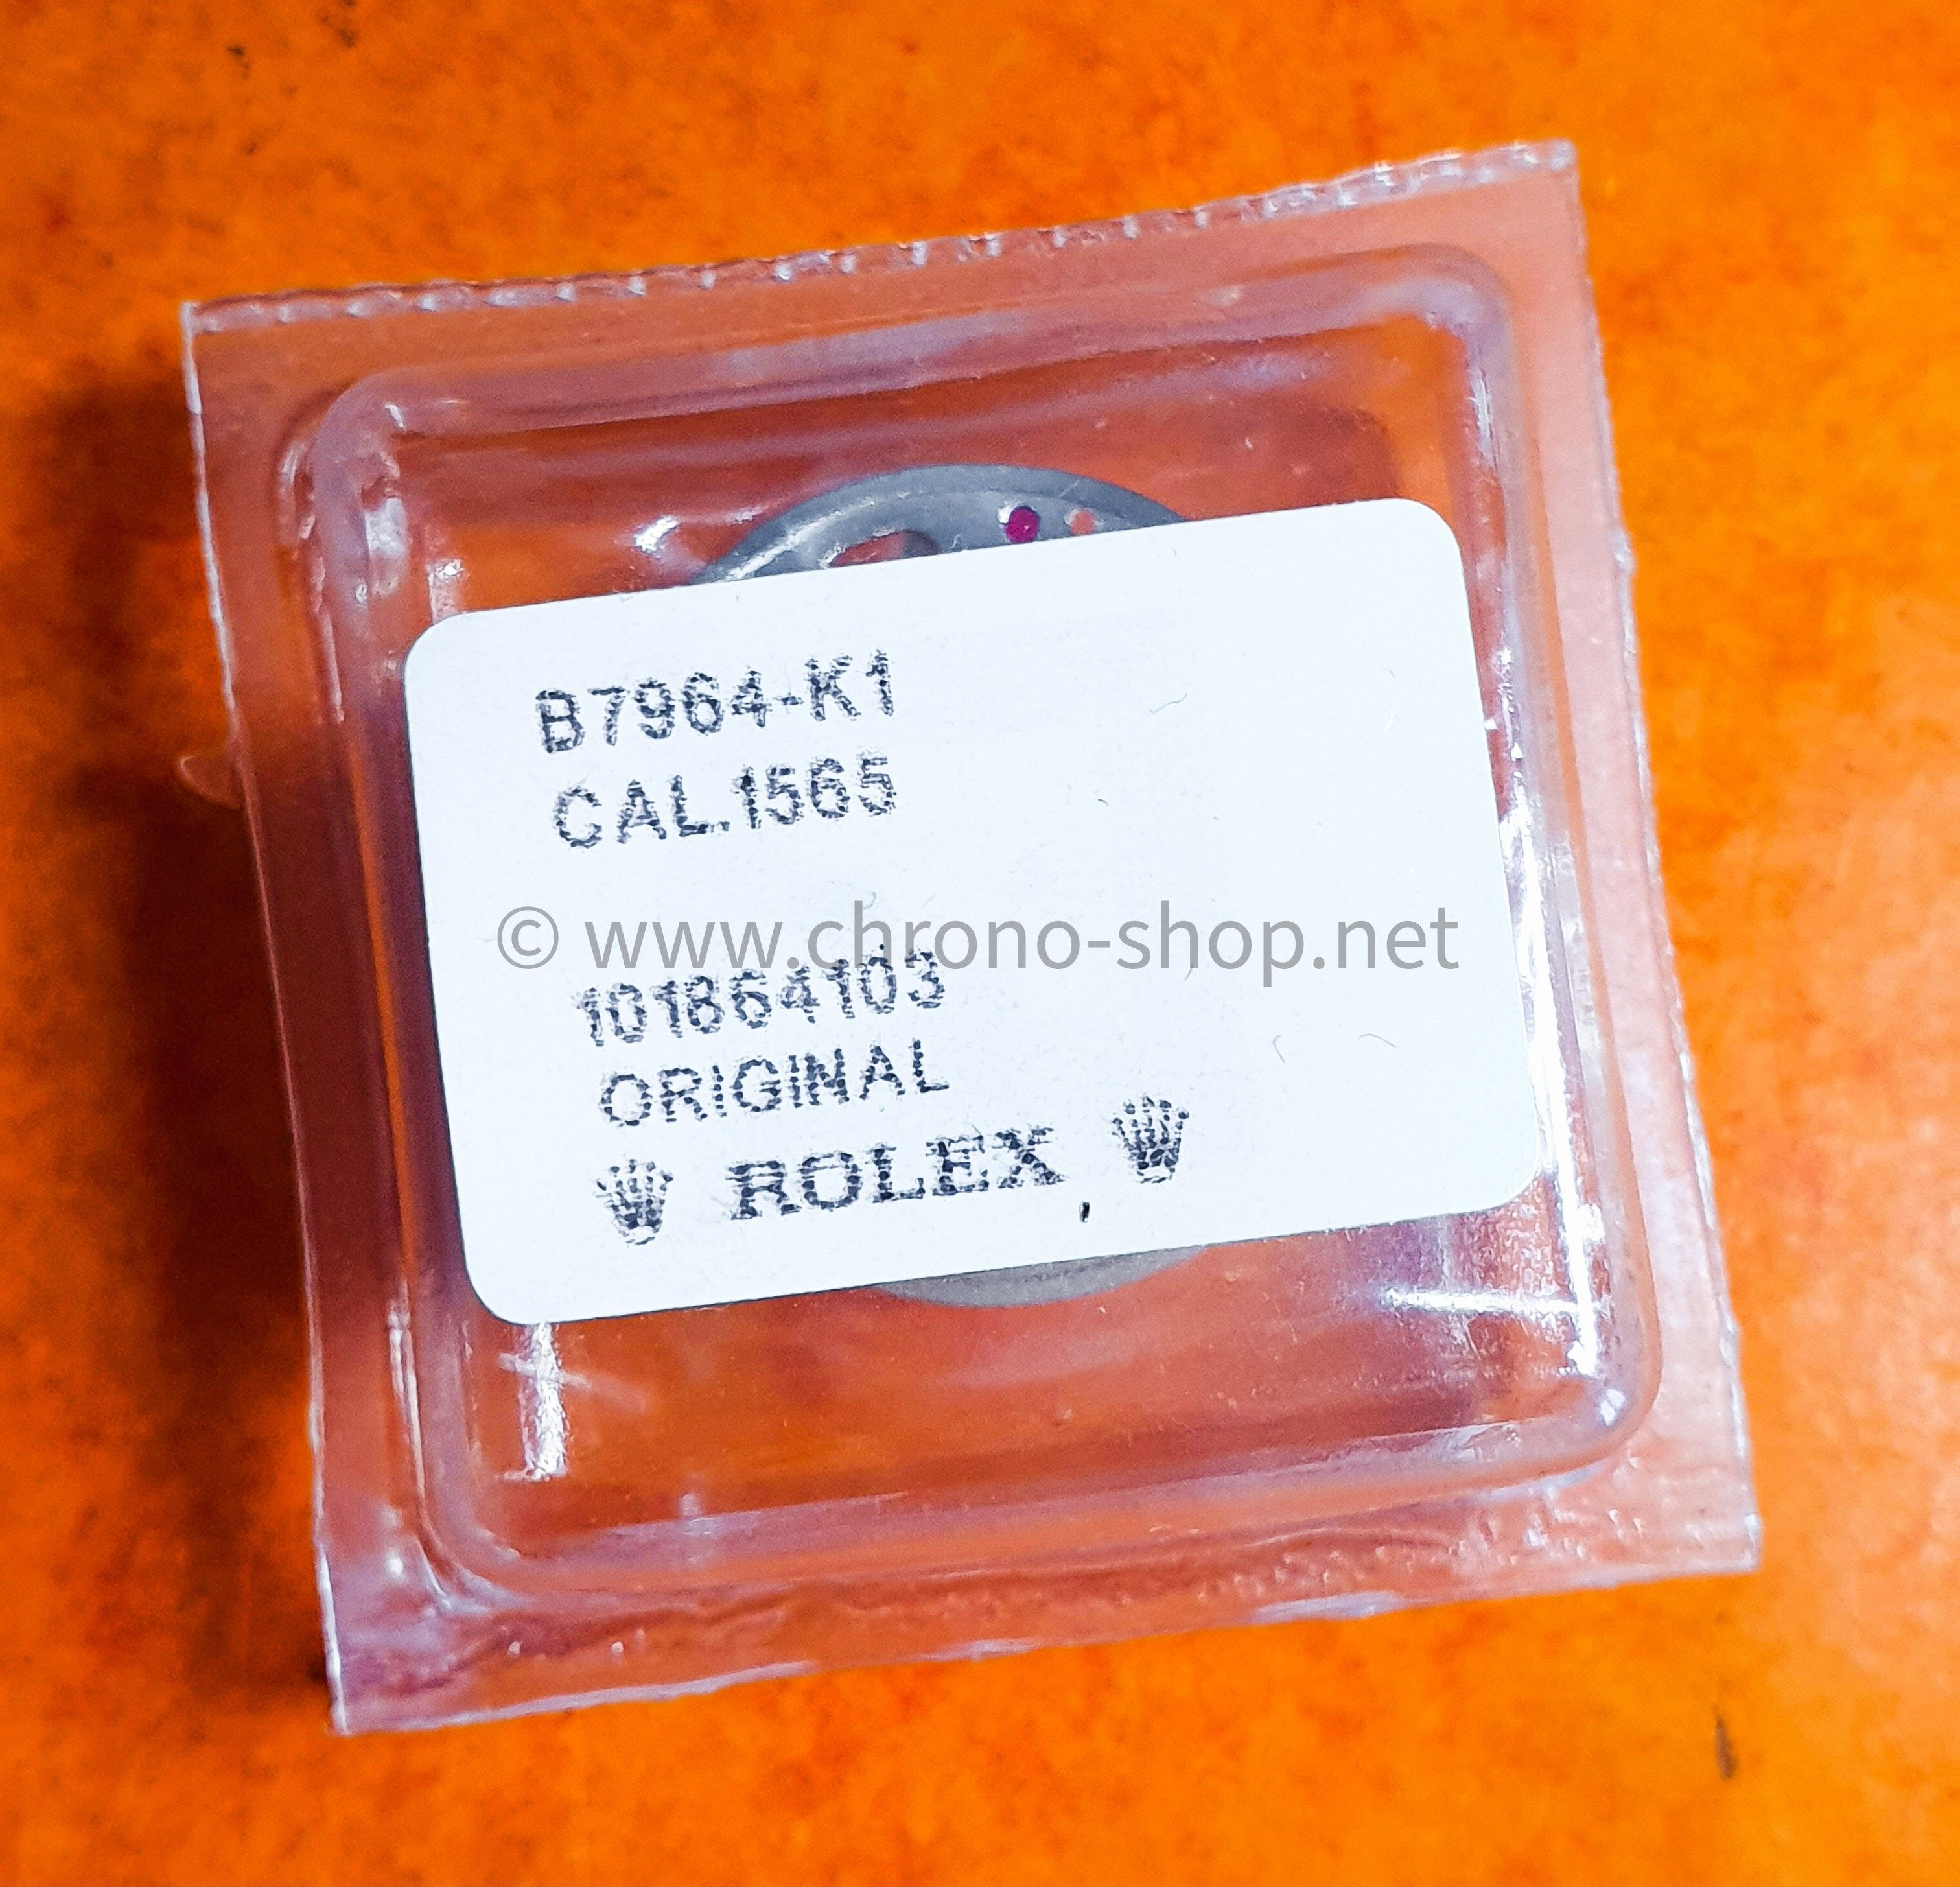 B7964-K1
CAL.1565
© www.chrono-shop.net
101864103
ORIGINAL
ROLEX